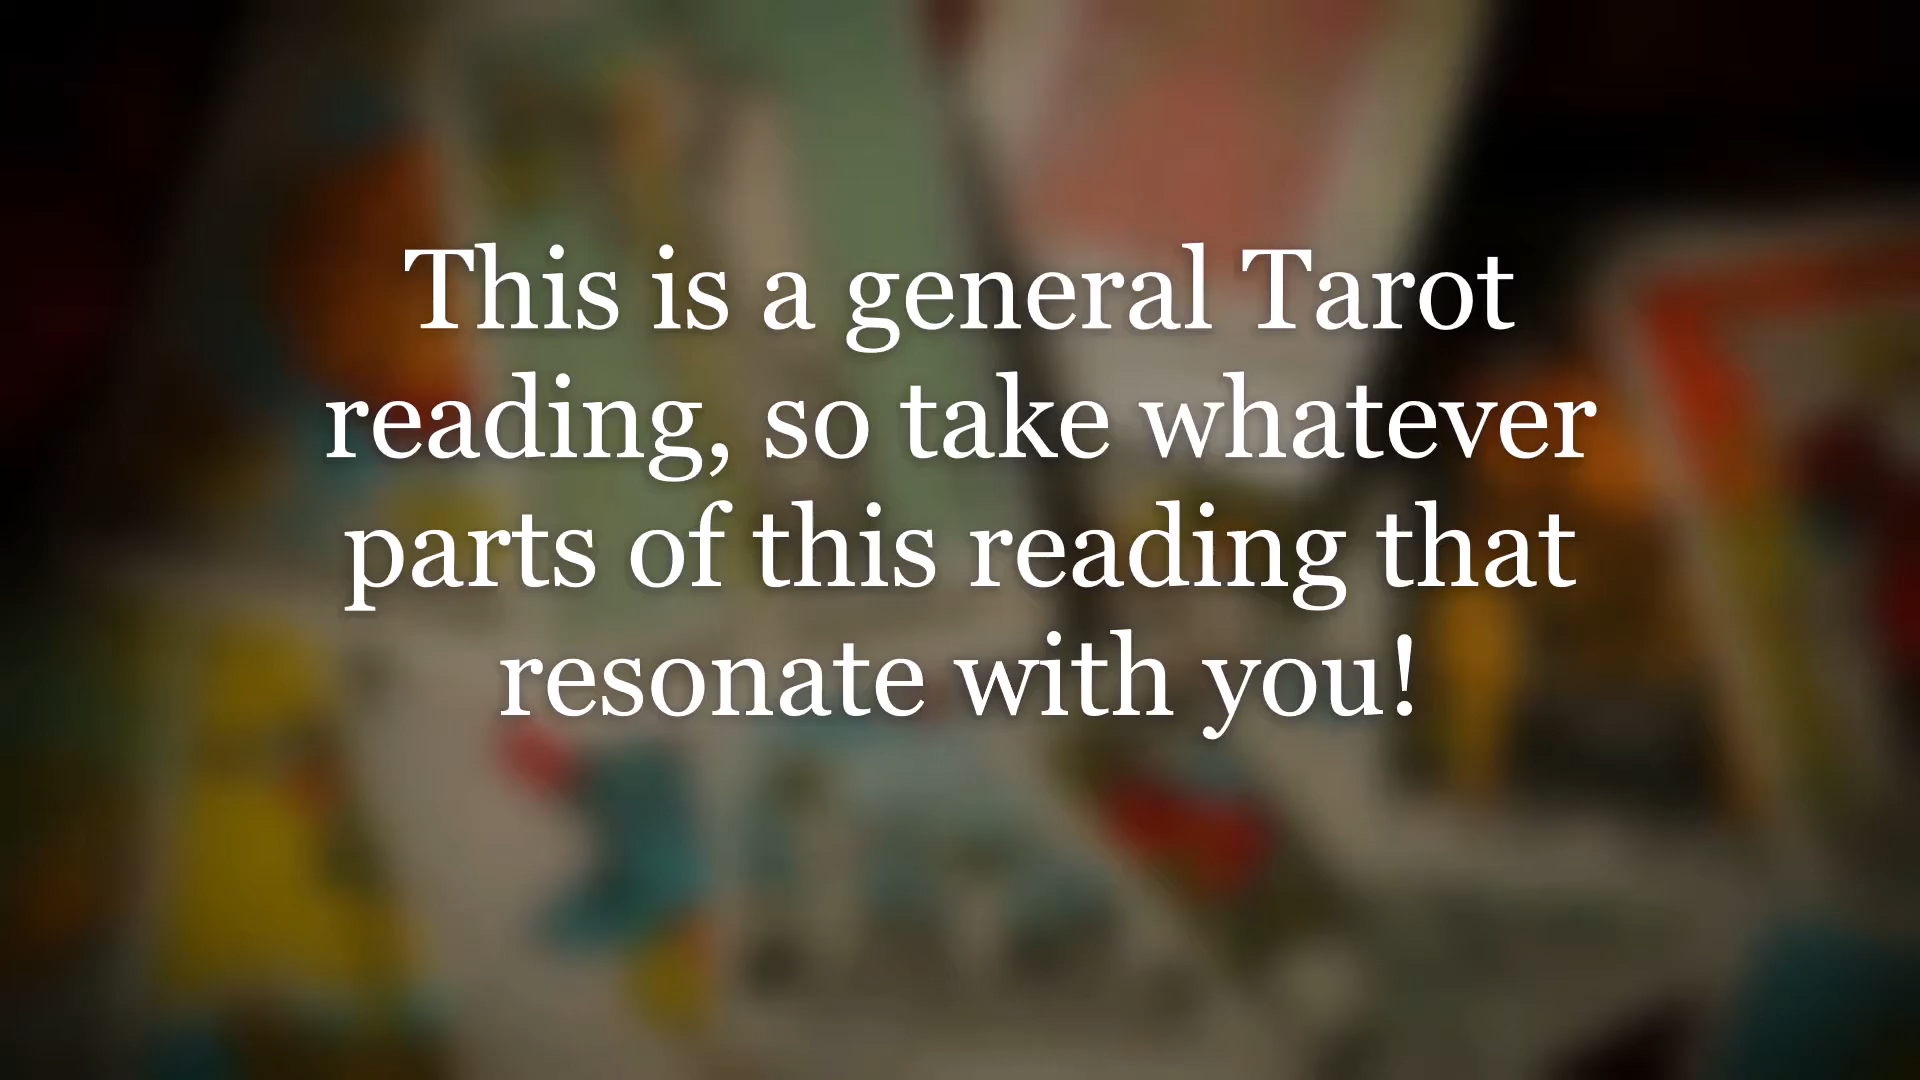 This is a general Tarot
reading, so take whatever
parts of this reading that
resonate with you!